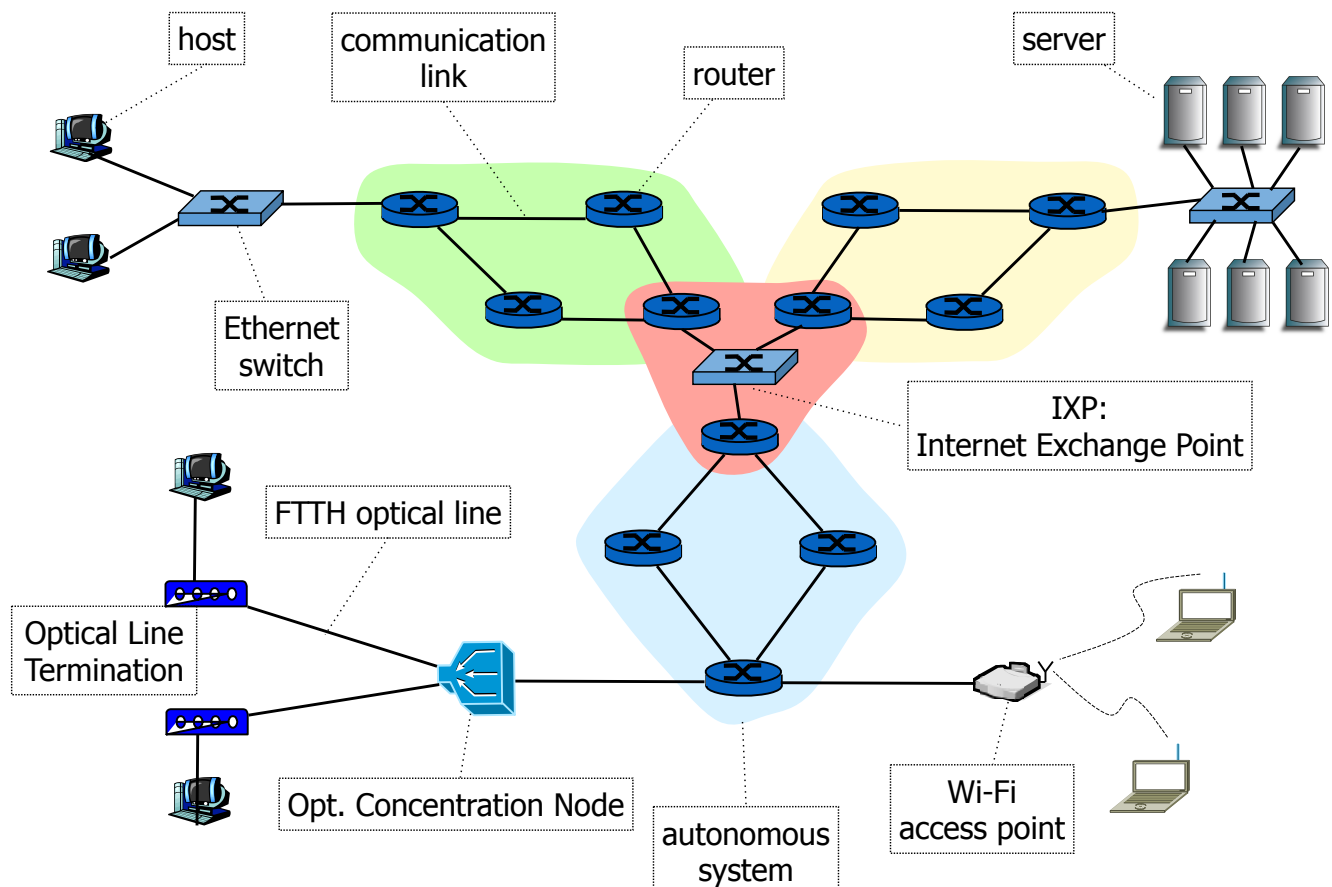 host
communication
link
router
server
Ethernet
switch
IXP:
Internet Exchange Point
FTTH optical line
Optical Line
Termination
Opt. Concentration Node
autonomous
system
Wi-Fi
access point